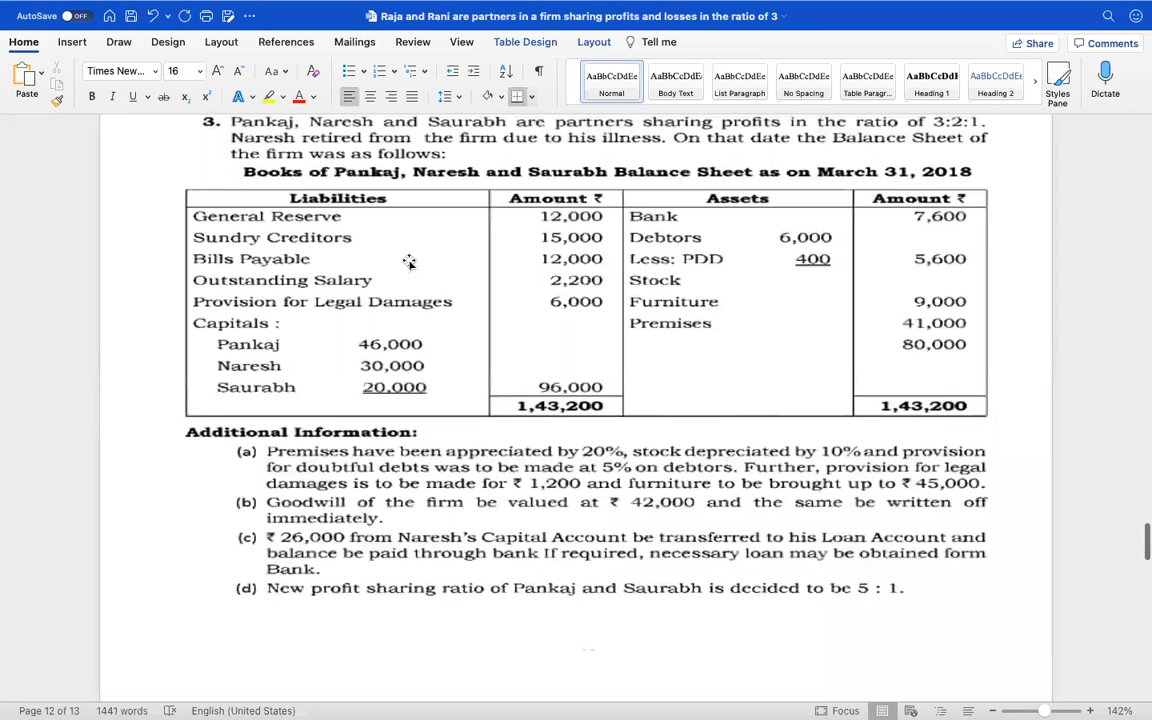 AutoSave OFF
Raja and Rani are partners in a firm sharing profits and losses in the ratio of 3
Home Insert Draw Design Layout References Mailings Review View Table Design Layout Tell me Share Comments
Paste Times New... 16 A^ Aˇ Aa A ¶ AaBbCcDdEe AaBbCcDdEe AaBbCcDdEe AaBbCcDdEe AaBbCcDdEe AaBbCcDdE AaBbCcDdEe Styles Pane Dictate
Normal Body Text List Paragraph No Spacing Table Paragr... Heading 1 Heading 2
B I U ab x₂ x² A A
3. Pankaj, Naresh and Saurabh are partners sharing profits in the ratio of 3:2:1.
Naresh retired from the firm due to his illness. On that date the Balance Sheet of
the firm was as follows:
Books of Pankaj, Naresh and Saurabh Balance Sheet as on March 31, 2018
Liabilities Amount ₹ Assets Amount ₹
General Reserve 12,000 Bank 7,600
Sundry Creditors 15,000 Debtors 6,000
Bills Payable 12,000 Less: PDD 400 5,600
Outstanding Salary 2,200 Stock
Provision for Legal Damages 6,000 Furniture 9,000
Capitals : Premises 41,000
Pankaj 46,000 80,000
Naresh 30,000
Saurabh 20,000 96,000
1,43,200 1,43,200
Additional Information:
(a) Premises have been appreciated by 20%, stock depreciated by 10% and provision
for doubtful debts was to be made at 5% on debtors. Further, provision for legal
damages is to be made for ₹ 1,200 and furniture to be brought up to ₹ 45,000.
(b) Goodwill of the firm be valued at ₹ 42,000 and the same be written off
immediately.
(c) ₹ 26,000 from Naresh's Capital Account be transferred to his Loan Account and
balance be paid through bank If required, necessary loan may be obtained form
Bank.
(d) New profit sharing ratio of Pankaj and Saurabh is decided to be 5 : 1.
Page 12 of 13 1441 words English (United States) Focus 142%